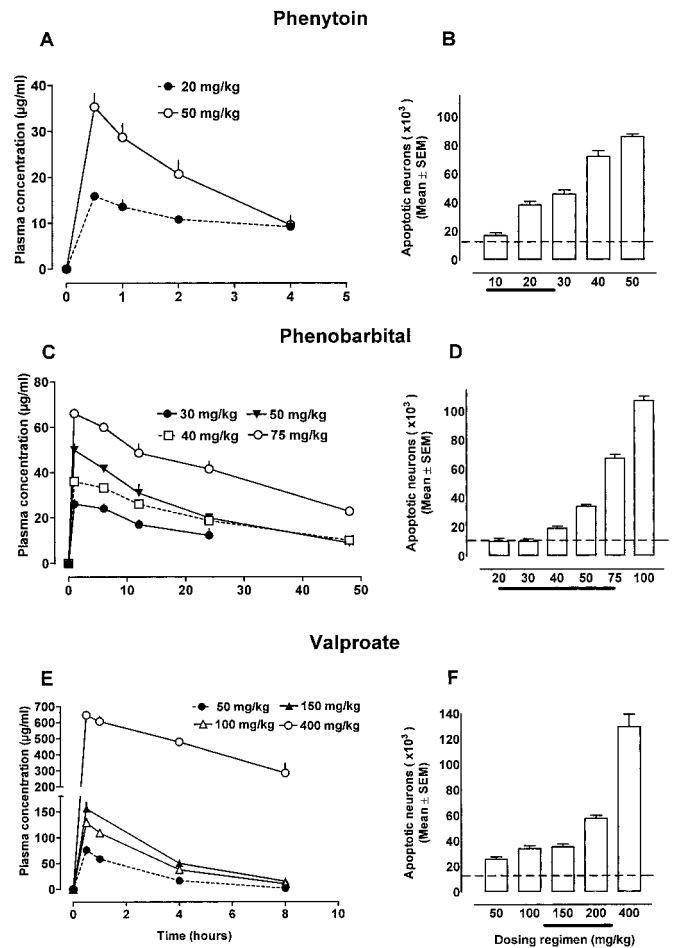 Phenytoin
A
Plasma concentration (µg/ml)
40
30
20
10
0
20 mg/kg
50 mg/kg
0 1 2 3 4 5
B
Apoptotic neurons ( x10³ )
(Mean ± SEM)
100
80
60
40
20
0
10 20 30 40 50
Phenobarbital
C
Plasma concentration (µg/ml)
80
60
40
20
0
30 mg/kg 50 mg/kg
40 mg/kg 75 mg/kg
0 10 20 30 40 50
D
Apoptotic neurons ( x10³ )
(Mean ± SEM)
100
80
60
40
20
0
20 30 40 50 75 100
Valproate
E
Plasma concentration (µg/ml)
700
600
500
400
300
200
150
100
50
0
50 mg/kg 150 mg/kg
100 mg/kg 400 mg/kg
0 2 4 6 8 10
Time (hours)
F
Apoptotic neurons ( x10³ )
(Mean ± SEM)
140
120
100
80
60
40
20
0
50 100 150 200 400
Dosing regimen (mg/kg)